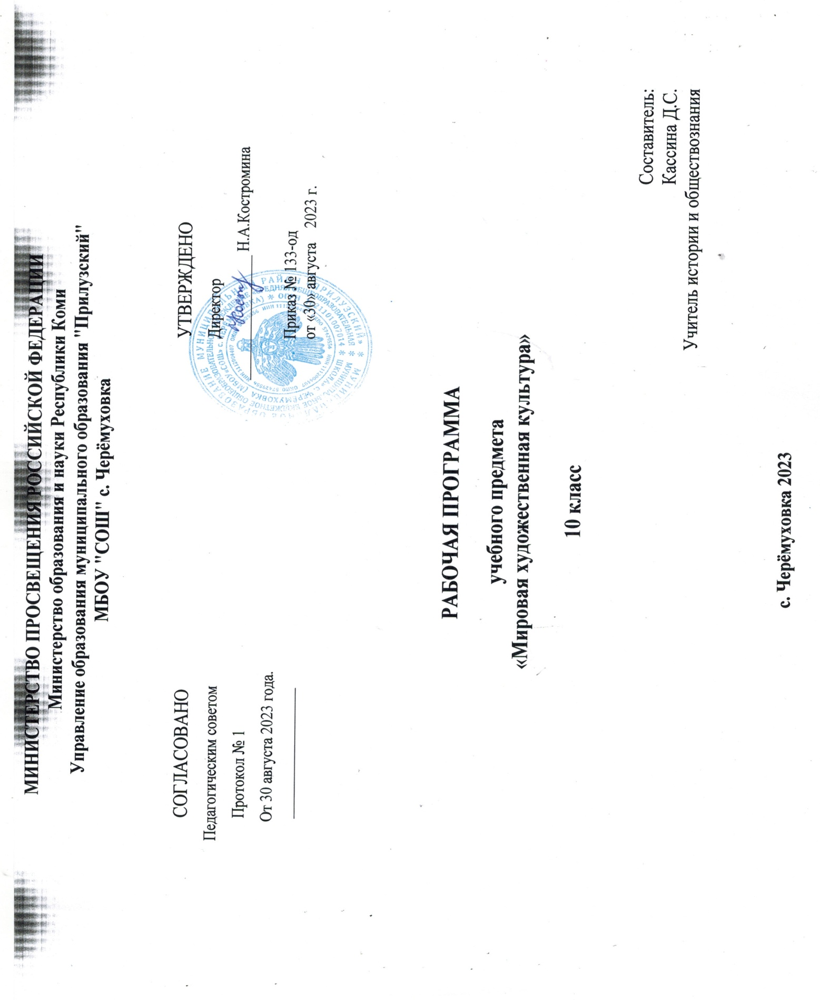 МИНИСТЕРСТВО ПРОСВЕЩЕНИЯ РОССИЙСКОЙ ФЕДЕРАЦИИ
Министерство образования и науки Республики Коми
Управление образования муниципального образования "Прилузский"
МБОУ "СОШ" с. Черёмуховка
СОГЛАСОВАНО
Педагогическим советом
Протокол № 1
От 30 августа 2023 года.
УТВЕРЖДЕНО
Директор
Н.А.Костромина
Приказ № 133-од
от «30» августа 2023 г.
РАБОЧАЯ ПРОГРАММА
учебного предмета
«Мировая художественная культура»
10 класс
Составитель:
Кассина Д.С.
Учитель истории и обществознания
с. Черёмуховка 2023